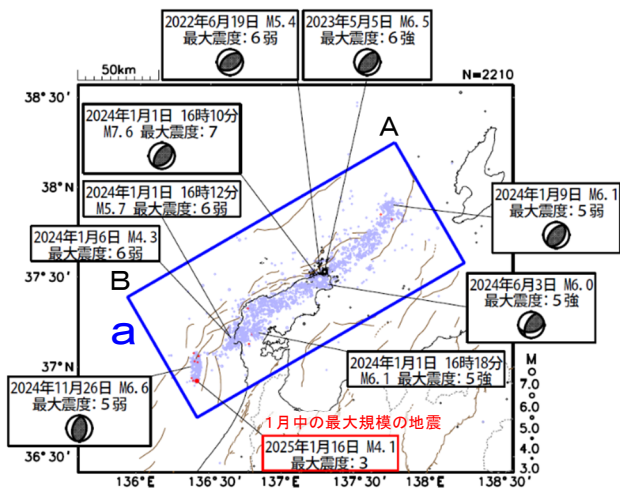 2022年6月19日 M5.4
最大震度：6弱
2023年5月5日 M6.5
最大震度：6強
50km
N=2210
38°30′
2024年1月1日 16時10分
M7.6 最大震度：7
A
38°N
2024年1月1日 16時12分
M5.7 最大震度：6弱
2024年1月9日 M6.1
最大震度：5弱
2024年1月6日 M4.3
最大震度：6弱
37°30′
B
a
2024年6月3日 M6.0
最大震度：5強
37°N
2024年1月1日 16時18分
M6.1 最大震度：5強
2024年11月26日 M6.6
最大震度：5弱
M
7.0
6.0
5.0
4.0
3.0
1月中の最大規模の地震
2025年1月16日 M4.1
最大震度：3
36°30′
136°E
136°30′
137°E
137°30′
138°E
138°30′